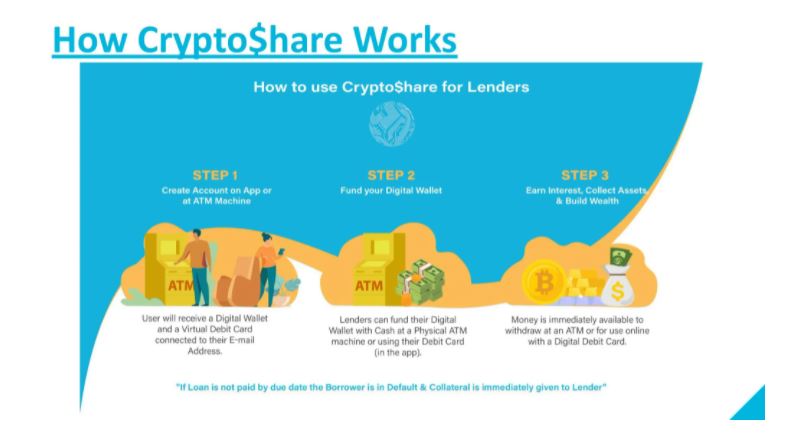 How Crypto$hare Works
How to use Crypto$hare for Lenders
STEP 1
Create Account on App or
at ATM Machine
STEP 2
Fund your Digital Wallet
STEP 3
Earn Interest, Collect Assets,
& Build Wealth
ATM
ATM
User will receive a Digital Wallet
and a Virtual Debit Card
connected to their E-mail
Address.
Lenders can fund their Digital
Wallet with Cash at a Physical ATM
machine or using their Debit Card
(in the app).
Money is immediately available to
withdraw at an ATM or for use online
with a Digital Debit Card.
"If Loan is not paid by due date the Borrower is in Default & Collateral is immediately given to Lender"